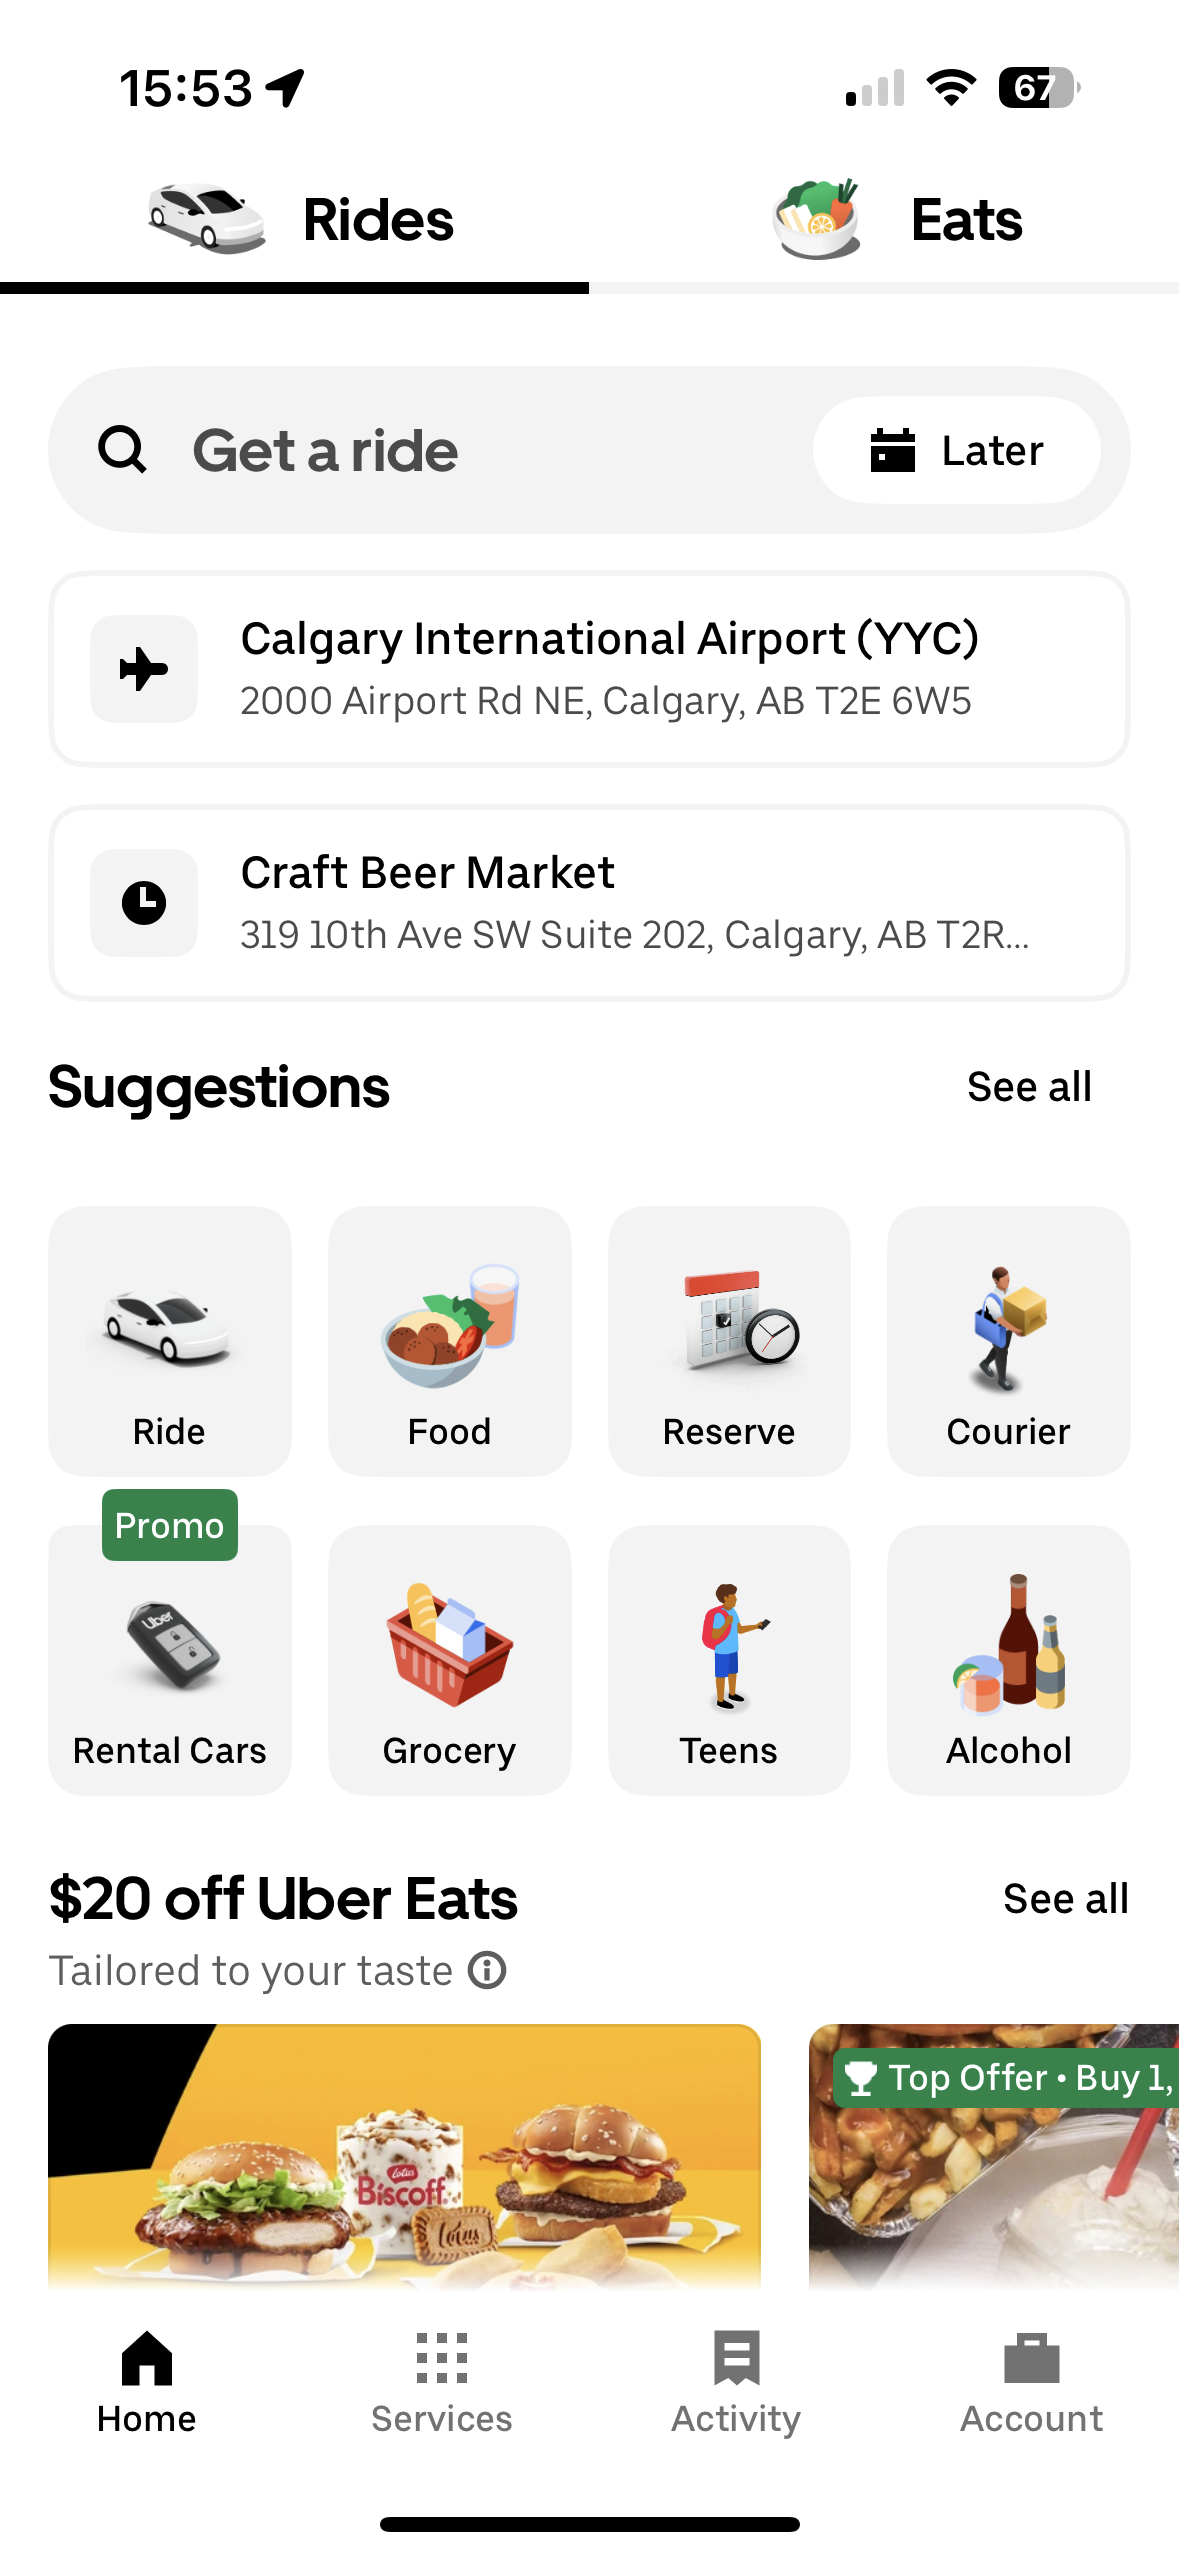 15:53
67
Rides
Eats
Get a ride
Later
Calgary International Airport (YYC)
2000 Airport Rd NE, Calgary, AB T2E 6W5
Craft Beer Market
319 10th Ave SW Suite 202, Calgary, AB T2R...
Suggestions
See all
Ride
Food
Reserve
Courier
Promo
Uber
Rental Cars
Grocery
Teens
Alcohol
$20 off Uber Eats
See all
Tailored to your taste
Top Offer • Buy 1,
Lotus
Biscoff
Lotus
Home
Services
Activity
Account